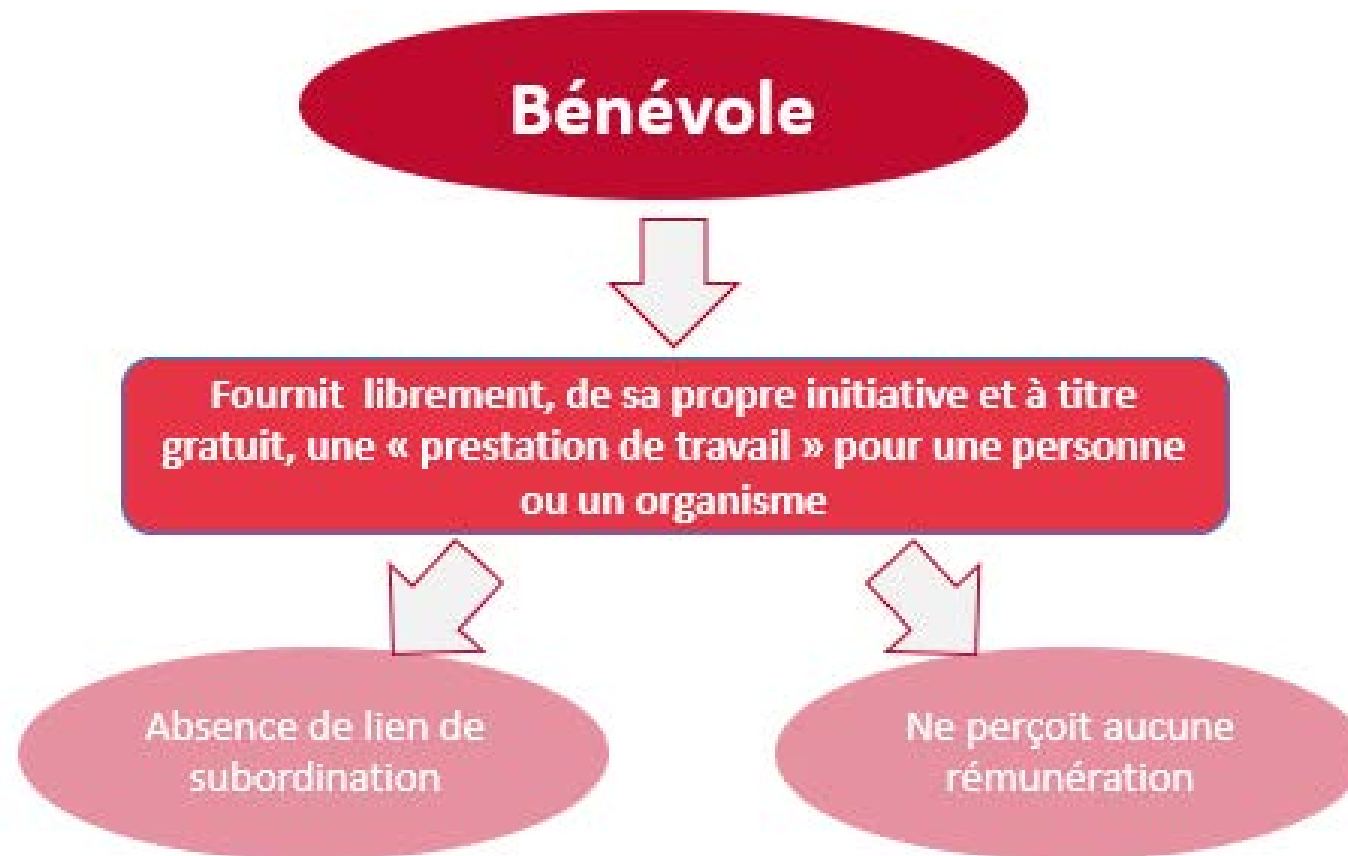 Bénévole
Fournit librement, de sa propre initiative et à titre
gratuit, une « prestation de travail » pour une personne
ou un organisme
Absence de lien de
subordination
Ne perçoit aucune
rémunération